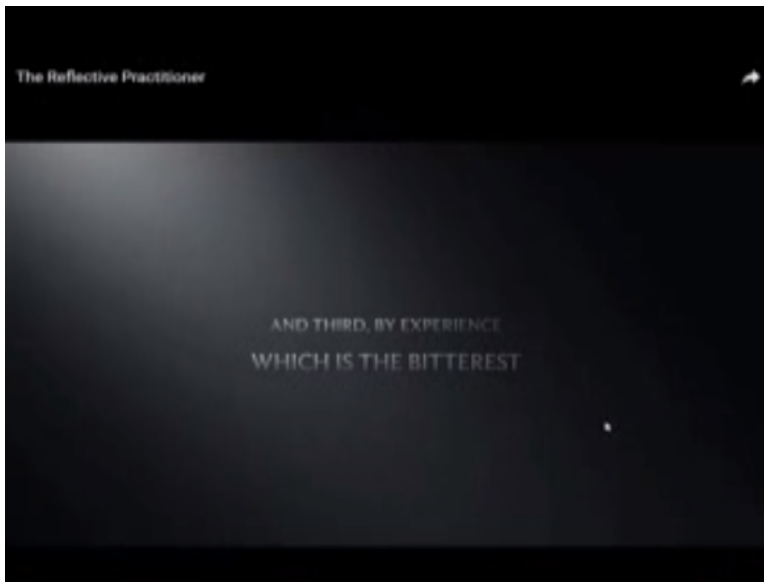 The Reflective Practitioner
AND THIRD, BY EXPERIENCE
WHICH IS THE BITTEREST